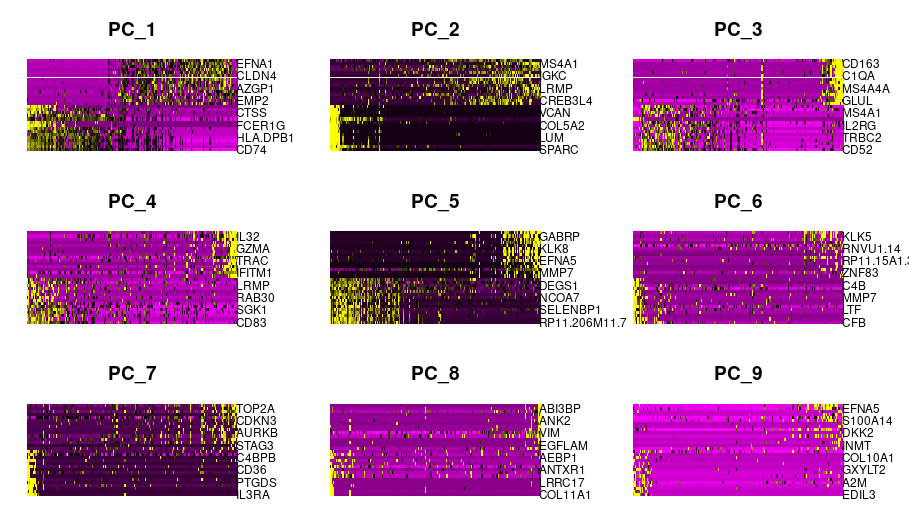 PC_1
EFNA1
CLDN4
AZGP1
EMP2
CTSS
FCER1G
HLA.DPB1
CD74
PC_2
MS4A1
IGKC
LRMP
CREB3L4
VCAN
COL5A2
LUM
SPARC
PC_3
CD163
C1QA
MS4A4A
GLUL
MS4A1
IL2RG
TRBC2
CD52
PC_4
IL32
GZMA
TRAC
IFITM1
LRMP
RAB30
SGK1
CD83
PC_5
GABRP
KLK8
EFNA5
MMP7
DEGS1
NCOA7
SELENBP1
RP11.206M11.7
PC_6
KLK5
RNVU1.14
RP11.15A1.
ZNF83
C4B
MMP7
LTF
CFB
PC_7
TOP2A
CDKN3
AURKB
STAG3
C4BPB
CD36
PTGDS
IL3RA
PC_8
ABI3BP
ANK2
VIM
EGFLAM
AEBP1
ANTXR1
LRRC17
COL11A1
PC_9
EFNA5
S100A14
DKK2
INMT
COL10A1
GXYLT2
A2M
EDIL3